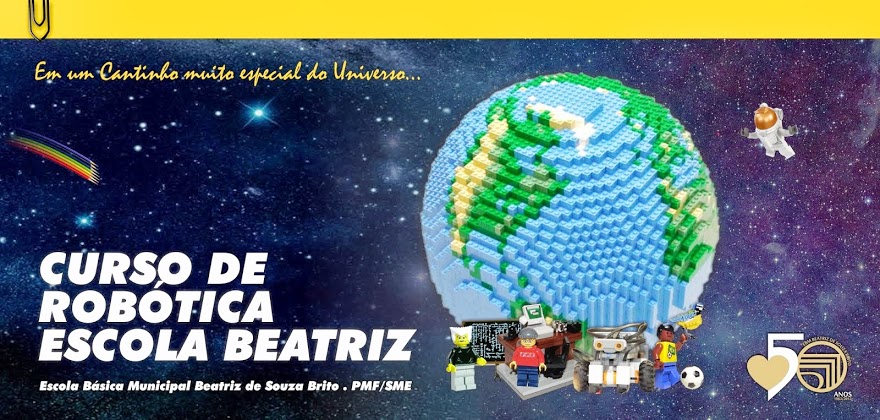 Em um Cantinho muito especial do Universo...
CURSO DE
ROBÓTICA
ESCOLA BEATRIZ
Escola Básica Municipal Beatriz de Souza Brito . PMF/SME
50
ANOS